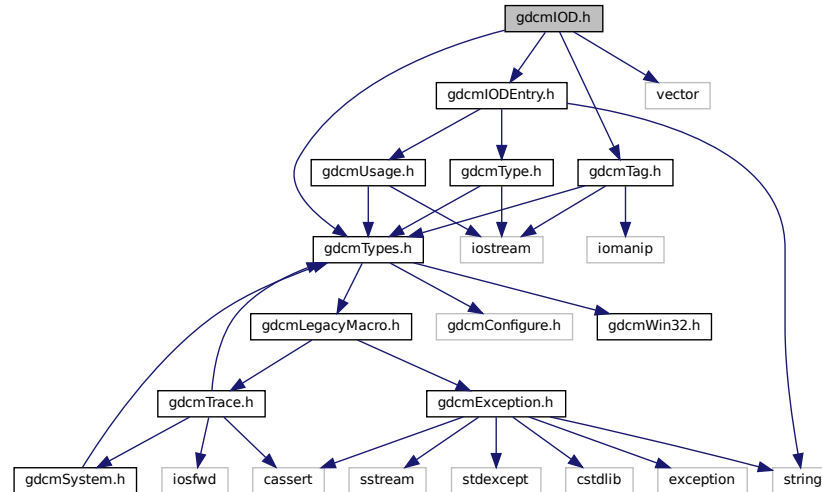 gdcmIOD.h
gdcmIODEntry.h
vector
gdcmUsage.h
gdcmType.h
gdcmTag.h
gdcmTypes.h
iostream
iomanip
gdcmLegacyMacro.h
gdcmConfigure.h
gdcmWin32.h
gdcmTrace.h
gdcmException.h
gdcmSystem.h
iosfwd
cassert
sstream
stdexcept
cstdlib
exception
string